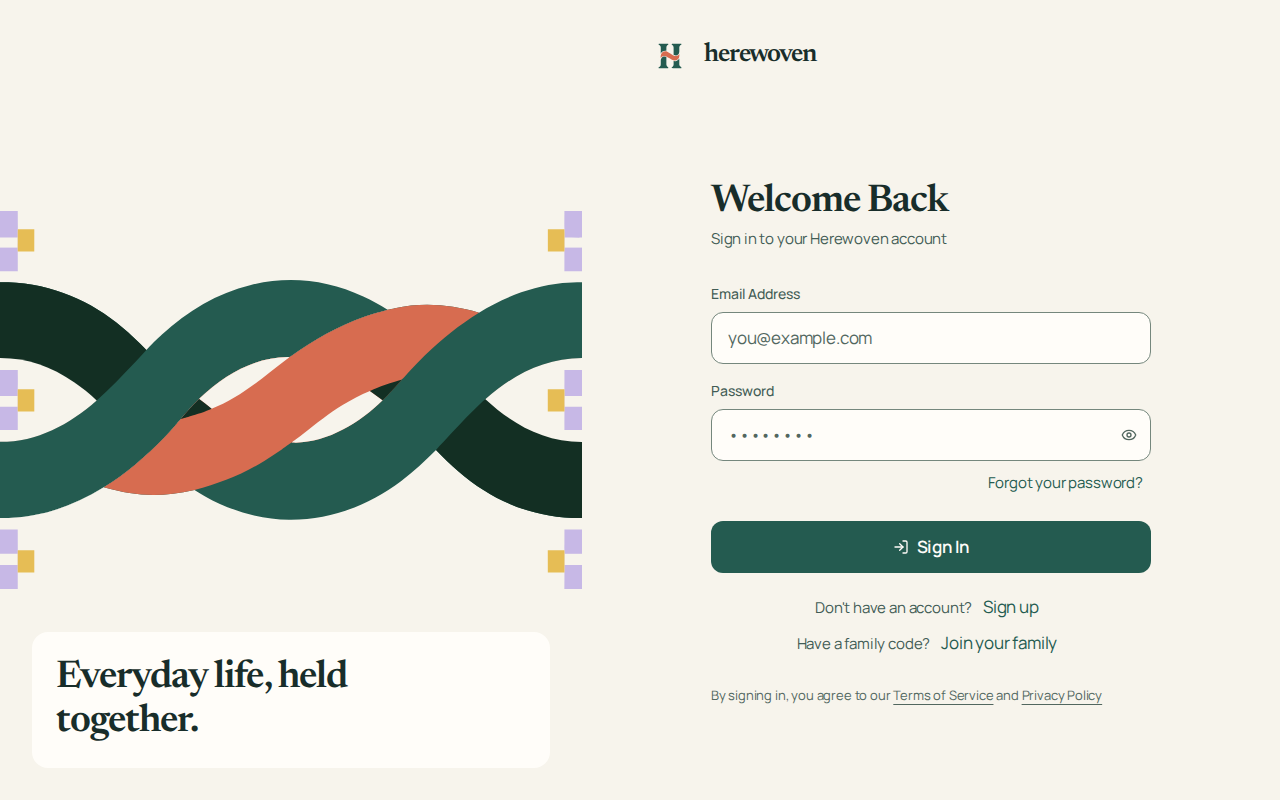 herewoven
Welcome Back
Sign in to your Herewoven account
Email Address
you@example.com
Password
••••••••
Forgot your password?
Sign In
Don't have an account? Sign up
Have a family code? Join your family
By signing in, you agree to our Terms of Service and Privacy Policy
Everyday life, held
together.